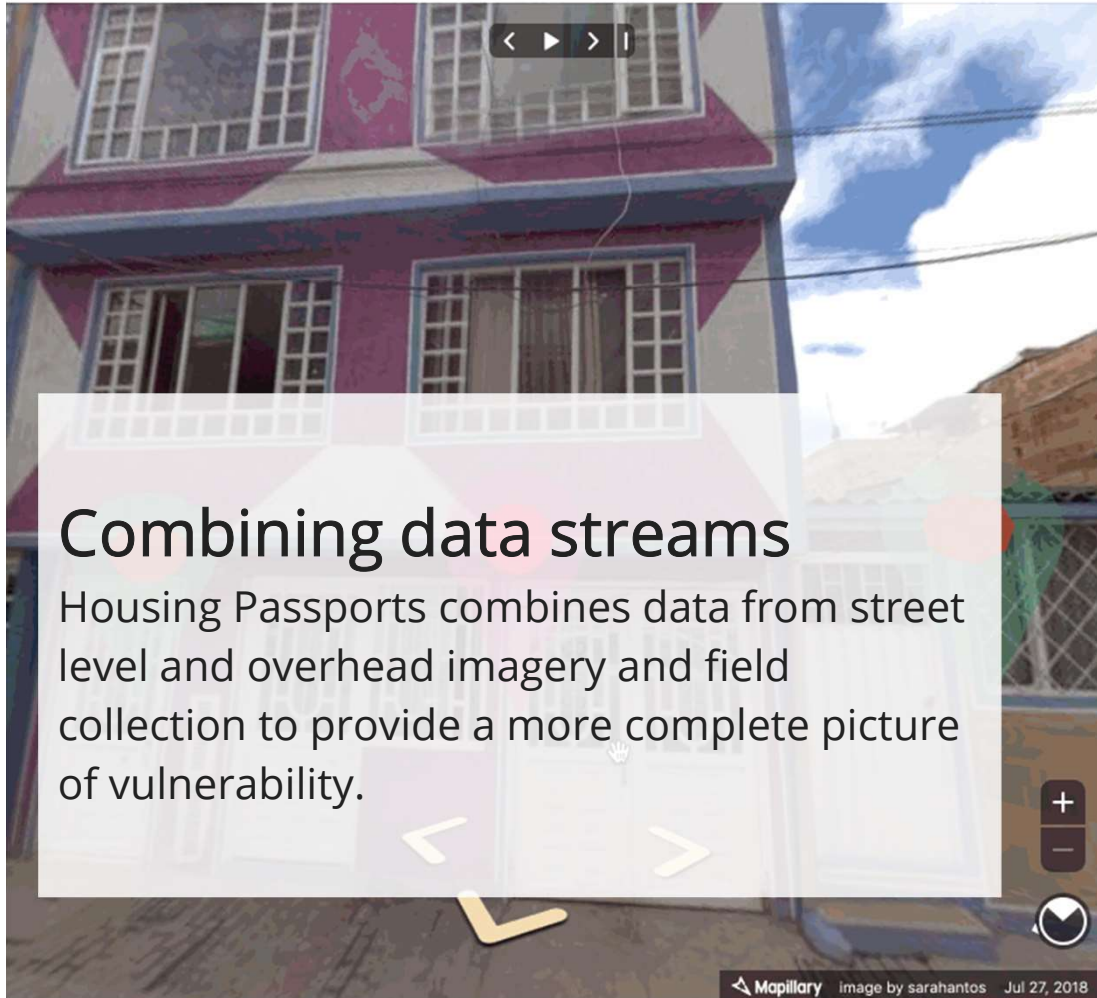 Combining data streams
Housing Passports combines data from street
level and overhead imagery and field
collection to provide a more complete picture
of vulnerability.
Mapillary image by sarahantos Jul 27, 2018